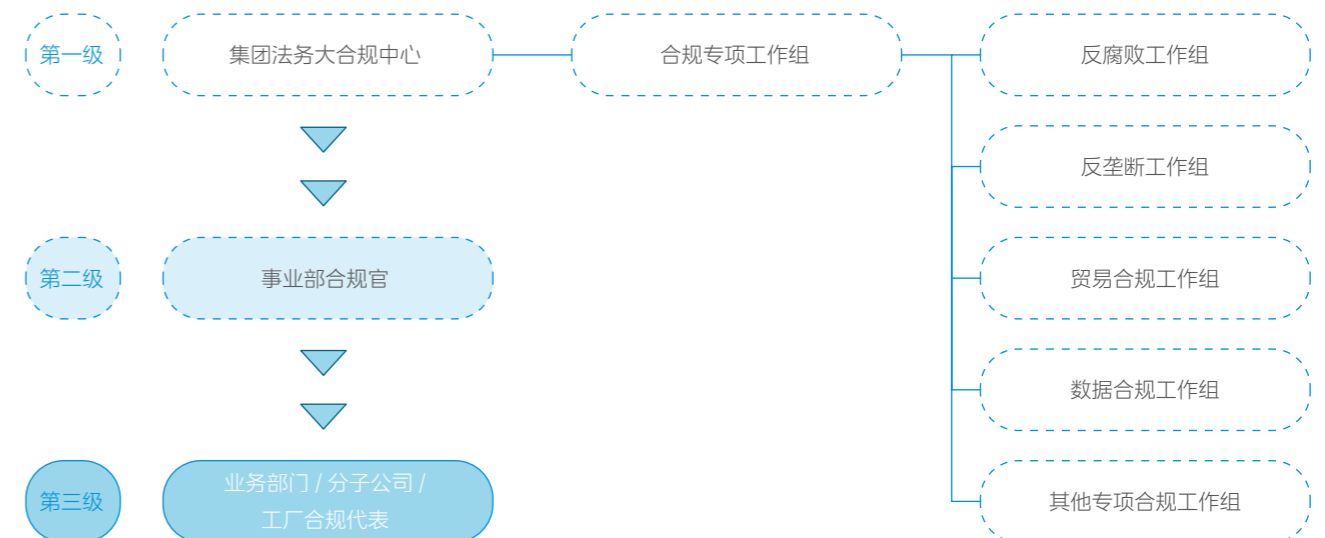 第一级
集团法务大合规中心
合规专项工作组
反腐败工作组
反垄断工作组
第二级
事业部合规官
贸易合规工作组
数据合规工作组
第三级
业务部门 / 分子公司 /
工厂合规代表
其他专项合规工作组